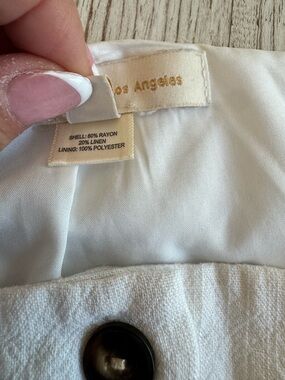 os Angeles
SHELL: 80% RAYON
20% LINEN
LINING: 100% POLYESTER